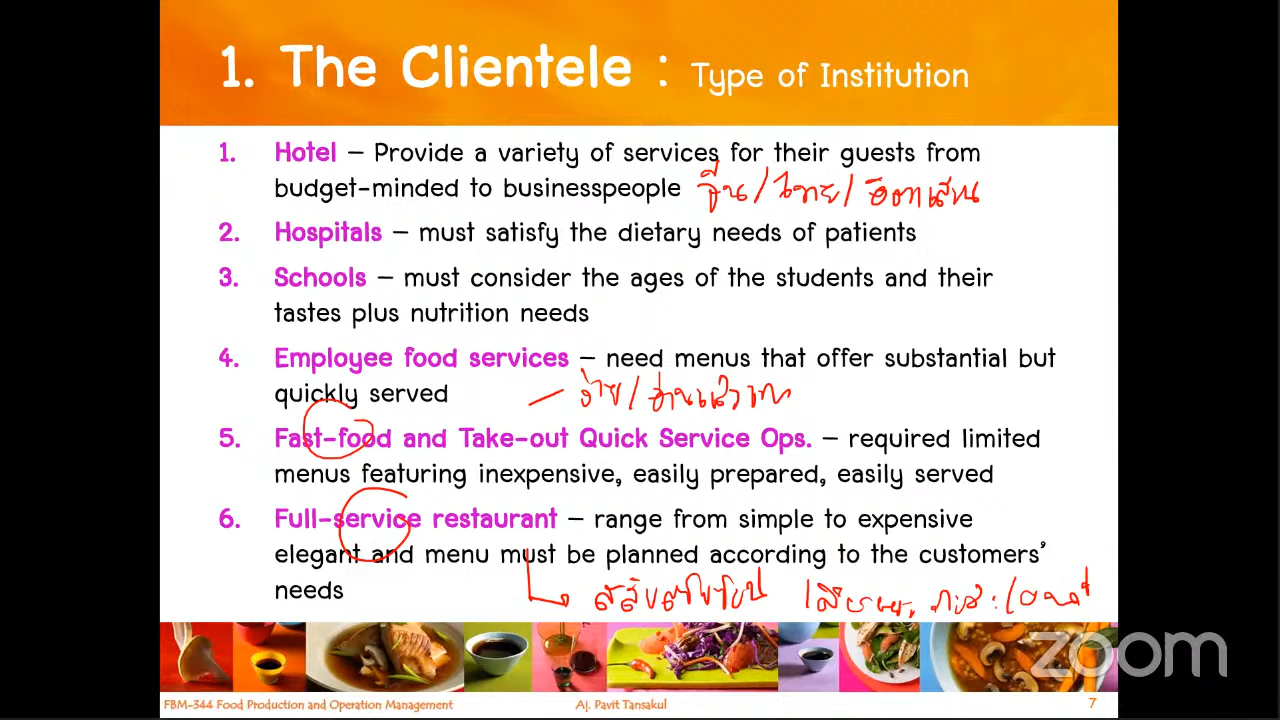 1. The Clientele : Type of Institution
1. Hotel – Provide a variety of services for their guests from
budget-minded to businesspeople จีน/ไทย/
2. Hospitals – must satisfy the dietary needs of patients
3. Schools – must consider the ages of the students and their
tastes plus nutrition needs
4. Employee food services – need menus that offer substantial but
quickly served
5. Fast-food and Take-out Quick Service Ops. – required limited
menus featuring inexpensive, easily prepared, easily served
6. Full-service restaurant – range from simple to expensive
elegant and menu must be planned according to the customers’
needs
zoom
FBM-344 Food Production and Operation Management Aj. Pavit Tansakul 7